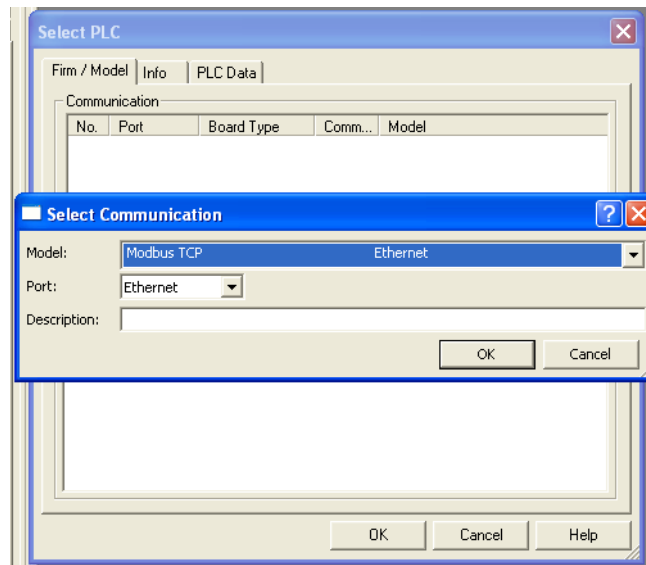 Select PLC
Firm / Model Info PLC Data
Communication
No. Port Board Type Comm... Model
Select Communication
Model: Modbus TCP Ethernet
Port: Ethernet
Description:
OK Cancel
OK Cancel Help